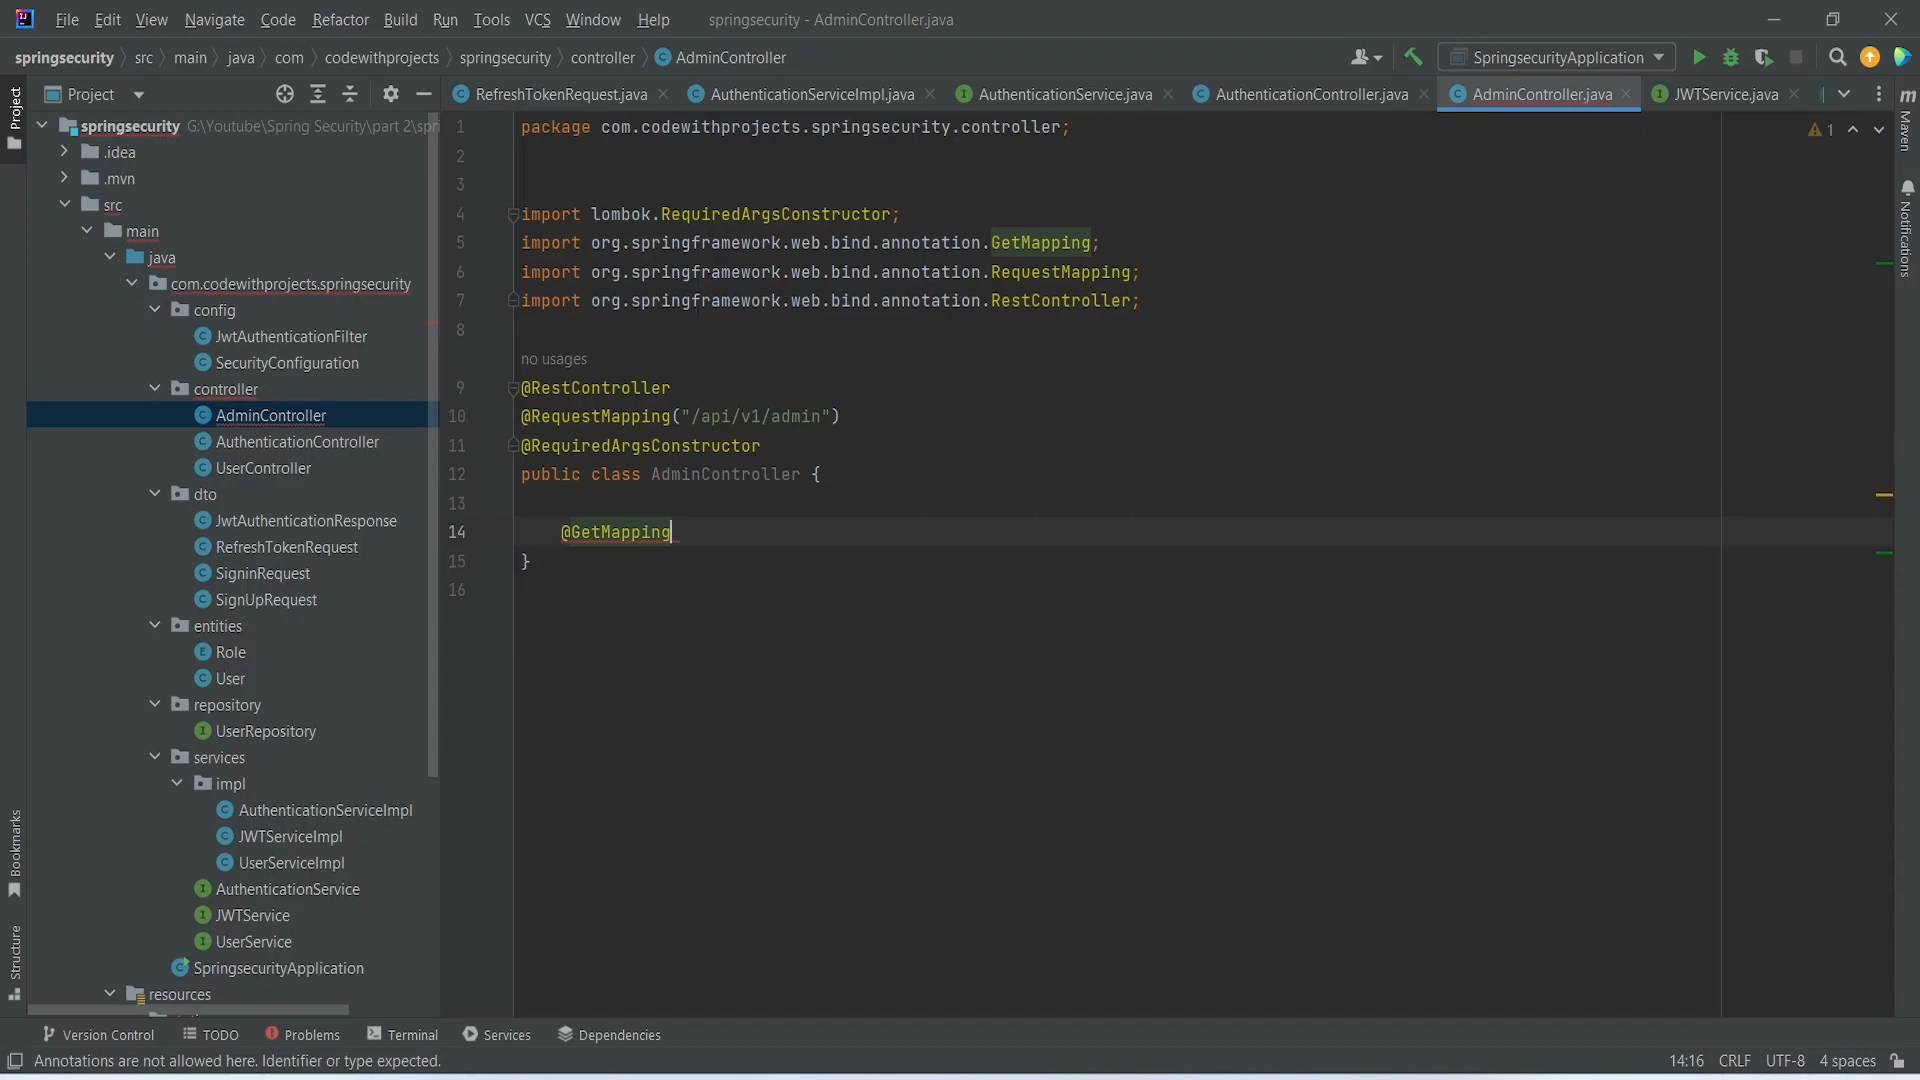 File Edit View Navigate Code Refactor Build Run Tools VCS Window Help springsecurity - AdminController.java
springsecurity src main java com codewithprojects springsecurity controller AdminController SpringsecurityApplication
Project
RefreshTokenRequest.java AuthenticationServiceImpl.java AuthenticationService.java AuthenticationController.java AdminController.java JWTService.java
Project
Bookmarks
Structure
Maven
Notifications
springsecurity G:\Youtube\Spring Security\part 2\spri
.idea
.mvn
src
main
java
com.codewithprojects.springsecurity
config
JwtAuthenticationFilter
SecurityConfiguration
controller
AdminController
AuthenticationController
UserController
dto
JwtAuthenticationResponse
RefreshTokenRequest
SigninRequest
SignUpRequest
entities
Role
User
repository
UserRepository
services
impl
AuthenticationServiceImpl
JWTServiceImpl
UserServiceImpl
AuthenticationService
JWTService
UserService
SpringsecurityApplication
resources
1 package com.codewithprojects.springsecurity.controller;
2
3
4 import lombok.RequiredArgsConstructor;
5 import org.springframework.web.bind.annotation.GetMapping;
6 import org.springframework.web.bind.annotation.RequestMapping;
7 import org.springframework.web.bind.annotation.RestController;
8
no usages
9 @RestController
10 @RequestMapping("/api/v1/admin")
11 @RequiredArgsConstructor
12 public class AdminController {
13
14 @GetMapping
15 }
16
1
Version Control TODO Problems Terminal Services Dependencies
Annotations are not allowed here. Identifier or type expected. 14:16 CRLF UTF-8 4 spaces